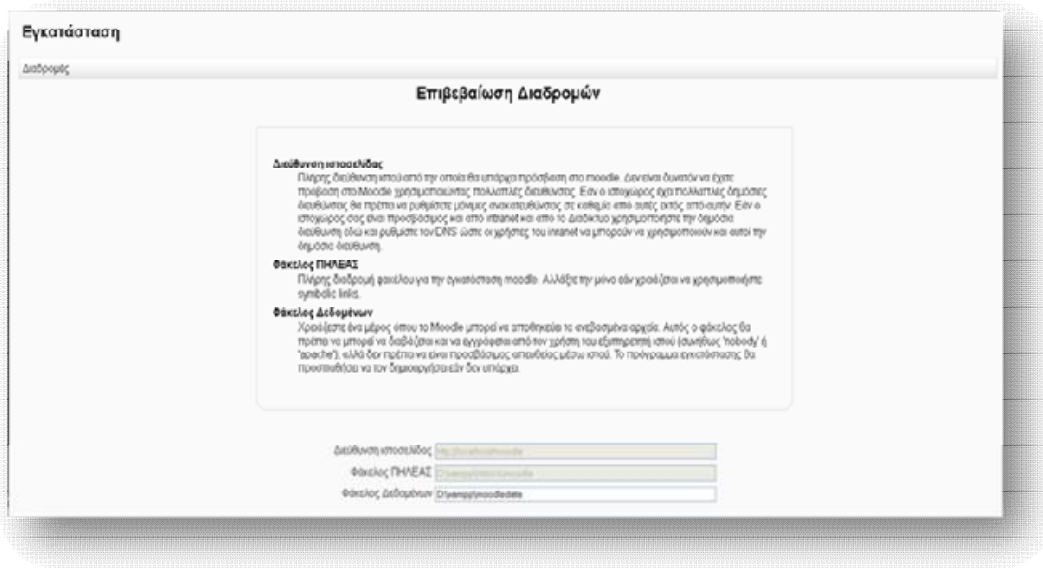 Εγκατάσταση
Διαδρομές
Επιβεβαίωση Διαδρομών
Διεύθυνση ιστοσελίδας
Πλήρης διεύθυνση ιστού από την οποία θα υπάρχει πρόσβαση στο moodle. Δεν είναι δυνατόν να έχετε
πρόβαση στο Moodle χρησιμοποιώντας πολλαπλές διευθύνσεις. Εάν ο ιστοχώρος έχει πολλαπλές δημόσιες
διευθύνσεις θα πρέπει να ρυθμίσετε μόνιμες ανακατευθύνσεις σε καθεμία από αυτές εκτός από αυτήν. Εάν ο
ιστοχώρος σας είναι προσβάσιμος και από intranet και από το Διαδίκτυο χρησιμοποιήστε την δημόσια
διεύθυνση εδώ και ρυθμίστε τον DNS ώστε οι χρήστες του intranet να μπορούν να χρησιμοποιούν και αυτοί την
δημόσια διεύθυνση.
Φάκελος ΠΗΛΕΑΣ
Πλήρης διαδρομή φακέλου για την εγκατάσταση moodle. Αλλάξτε την μόνο εάν χρειάζεται να χρησιμοποιήσετε
symbolic links.
Φάκελος Δεδομένων
Χρειάζεστε ένα μέρος όπου το Moodle μπορεί να αποθηκεύει τα ανεβασμένα αρχεία. Αυτός ο φάκελος θα
πρέπει να μπορεί να διαβάζεται και να εγγράφεται από τον χρήστη του εξυπηρετητή ιστού (συνήθως 'nobody' ή
'apache'), αλλά δεν πρέπει να είναι προσβάσιμος απευθείας μέσω ιστού. Το πρόγραμμα εγκατάστασης θα
προσπαθήσει να τον δημιουργήσει εάν δεν υπάρχει.
Διεύθυνση ιστοσελίδας http://localhost/moodle
Φάκελος ΠΗΛΕΑΣ
Φάκελος Δεδομένων D:\xampp\moodledata